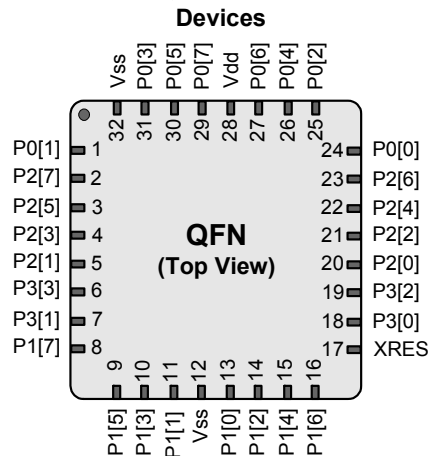 Devices
Vss P0[3] P0[5] P0[7] Vdd P0[6] P0[4] P0[2]
32 31 30 29 28 27 26 25
P0[1] 1 24 P0[0]
P2[7] 2 23 P2[6]
P2[5] 3 22 P2[4]
P2[3] 4 21 P2[2]
P2[1] 5 20 P2[0]
P3[3] 6 19 P3[2]
P3[1] 7 18 P3[0]
P1[7] 8 17 XRES
QFN
(Top View)
9 10 11 12 13 14 15 16
P1[5] P1[3] P1[1] Vss P1[0] P1[2] P1[4] P1[6]